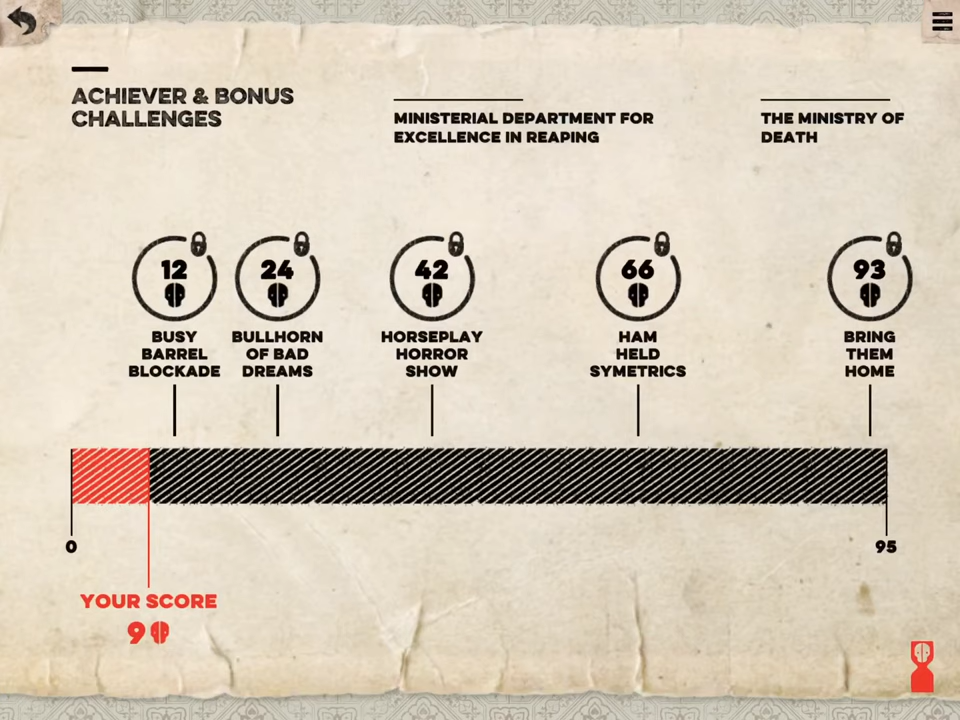 ACHIEVER & BONUS
CHALLENGES
MINISTERIAL DEPARTMENT FOR
EXCELLENCE IN REAPING
THE MINISTRY OF
DEATH
12
BUSY
BARREL
BLOCKADE
24
BULLHORN
OF BAD
DREAMS
42
HORSEPLAY
HORROR
SHOW
66
HAM
HELD
SYMETRICS
93
BRING
THEM
HOME
0
95
YOUR SCORE
9